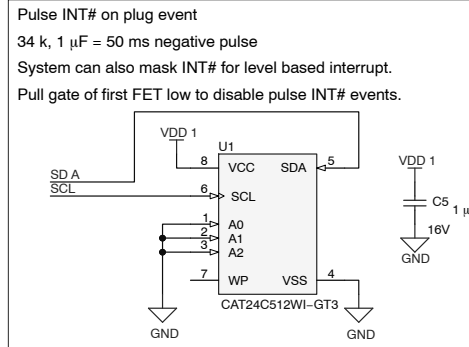 Pulse INT# on plug event
34 k, 1 μF = 50 ms negative pulse
System can also mask INT# for level based interrupt.
Pull gate of first FET low to disable pulse INT# events.
VDD 1
U1
8 VCC SDA 5
SD A
SCL
6 SCL
1 A0
2 A1
3 A2
7 WP VSS 4
CAT24C512WI-GT3
GND
GND
VDD 1
C5 1 μ
16V
GND